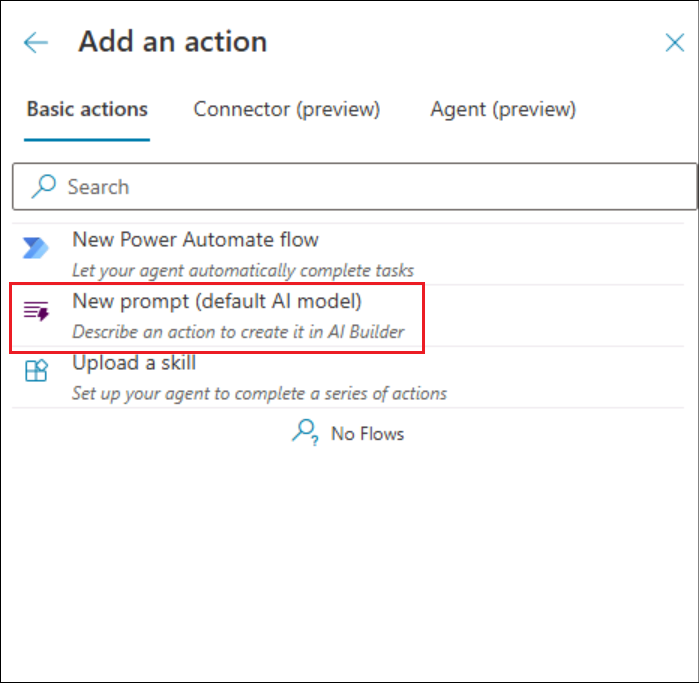 Add an action
Basic actions Connector (preview) Agent (preview)
Search
New Power Automate flow
Let your agent automatically complete tasks
New prompt (default AI model)
Describe an action to create it in AI Builder
Upload a skill
Set up your agent to complete a series of actions
No Flows